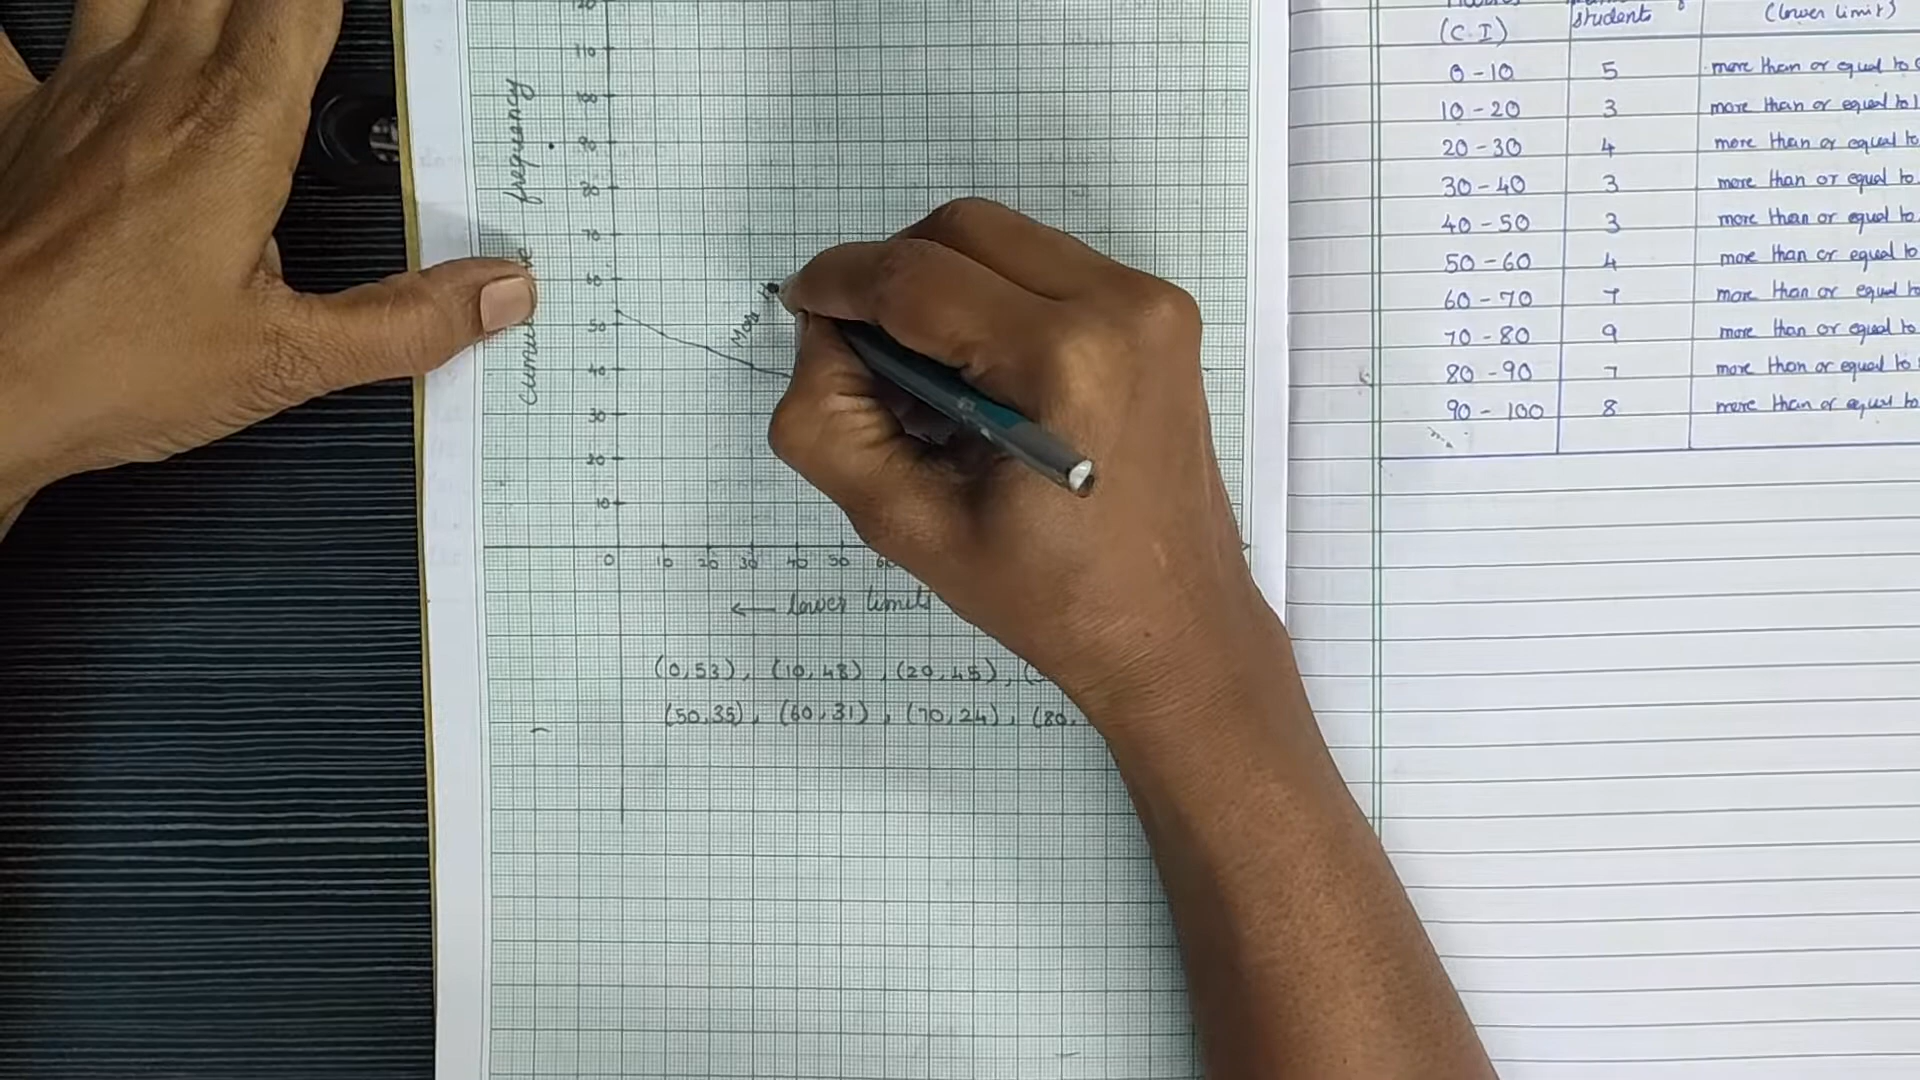 120
110
100
90
80
70
60
50
40
30
20
10
frequency
More
0 10 20 30 40 50
← lower limits
(0,53), (10,48), (20,45), (
(50,35), (60,31), (70,24), (80,
(C.I) students (lower limit)
0-10 5 more than or equal to
10-20 3 more than or equal to 1
20-30 4 more than or equal to
30-40 3 more than or equal to
40-50 3 more than or equal to
50-60 4 more than or equal to
60-70 7 more than or equal to
70-80 9 more than or equal to
80-90 7 more than or equal to
90-100 8 more than or equal to